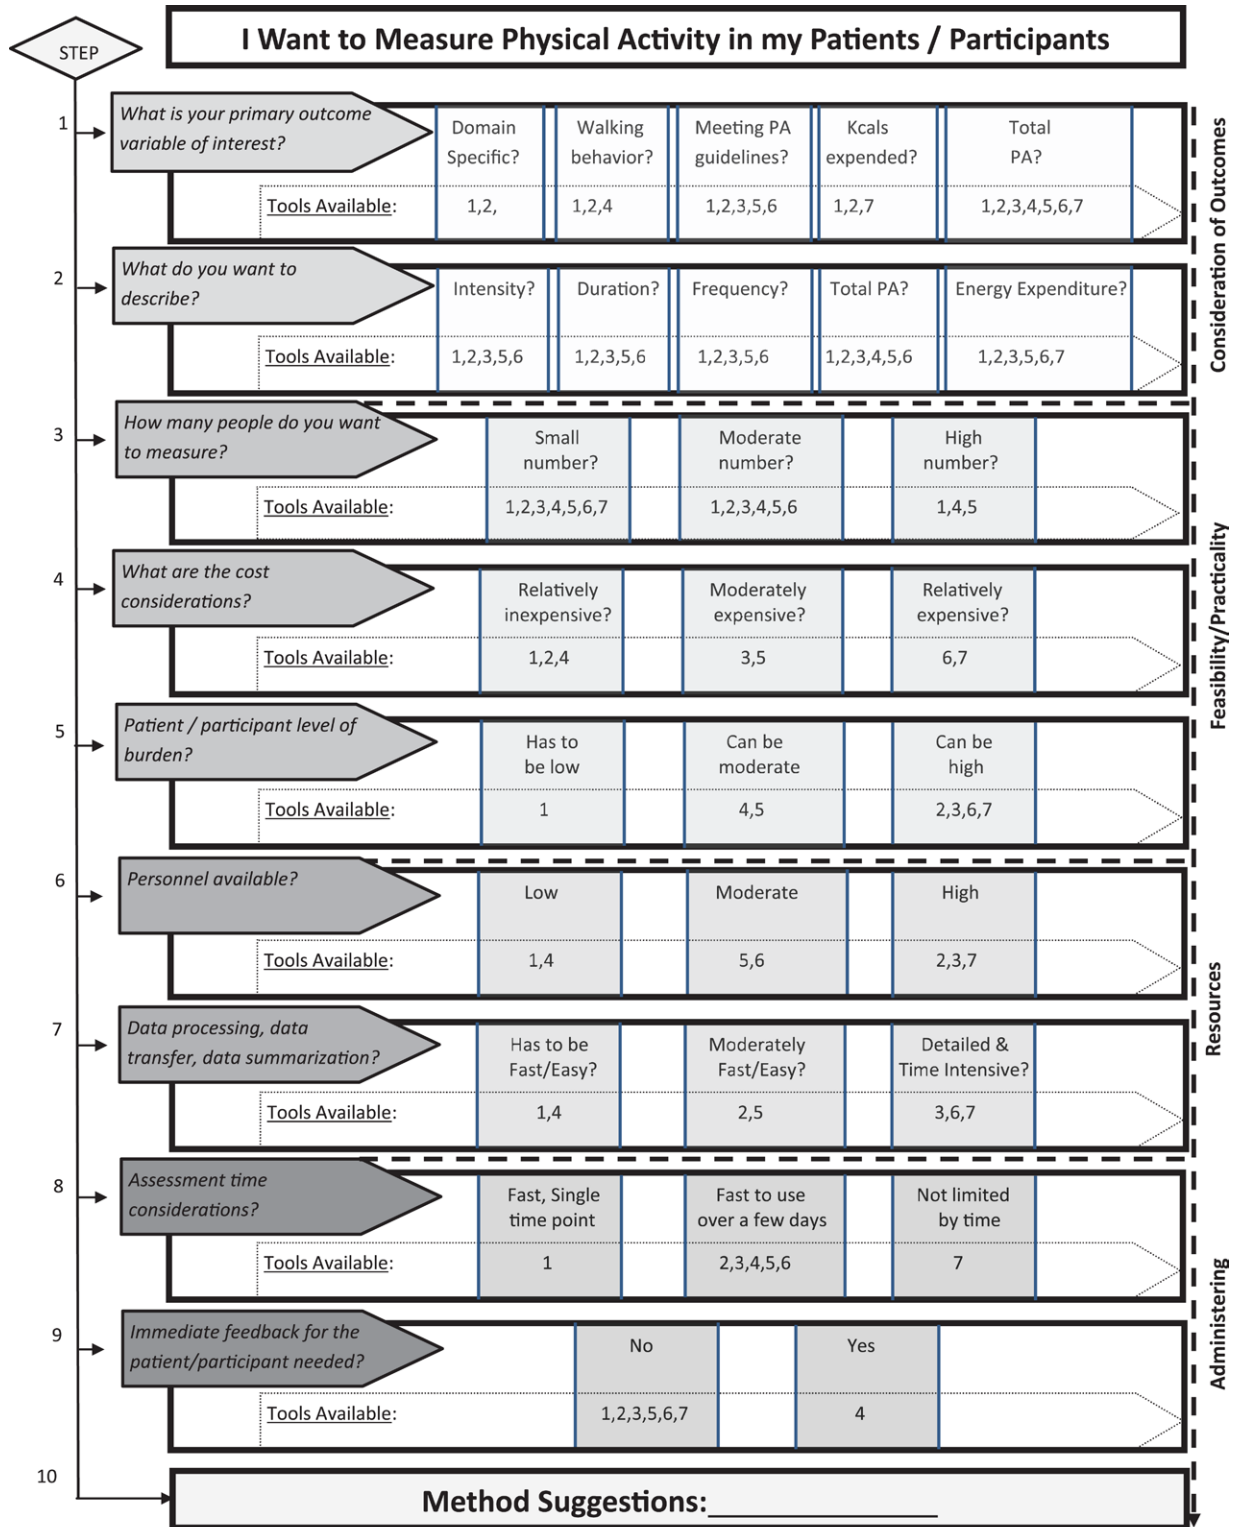 STEP
I Want to Measure Physical Activity in my Patients / Participants
1
What is your primary outcome
variable of interest?
Domain
Specific?
Walking
behavior?
Meeting PA
guidelines?
Kcals
expended?
Total
PA?
Tools Available:
1,2,
1,2,4
1,2,3,5,6
1,2,7
1,2,3,4,5,6,7
2
What do you want to
describe?
Intensity?
Duration?
Frequency?
Total PA?
Energy Expenditure?
Tools Available:
1,2,3,5,6
1,2,3,5,6
1,2,3,5,6
1,2,3,4,5,6
1,2,3,5,6,7
Consideration of Outcomes
3
How many people do you want
to measure?
Small
number?
Moderate
number?
High
number?
Tools Available:
1,2,3,4,5,6,7
1,2,3,4,5,6
1,4,5
4
What are the cost
considerations?
Relatively
inexpensive?
Moderately
expensive?
Relatively
expensive?
Tools Available:
1,2,4
3,5
6,7
5
Patient / participant level of
burden?
Has to
be low
Can be
moderate
Can be
high
Tools Available:
1
4,5
2,3,6,7
Feasibility/Practicality
6
Personnel available?
Low
Moderate
High
Tools Available:
1,4
5,6
2,3,7
7
Data processing, data
transfer, data summarization?
Has to be
Fast/Easy?
Moderately
Fast/Easy?
Detailed &
Time Intensive?
Tools Available:
1,4
2,5
3,6,7
Resources
8
Assessment time
considerations?
Fast, Single
time point
Fast to use
over a few days
Not limited
by time
Tools Available:
1
2,3,4,5,6
7
9
Immediate feedback for the
patient/participant needed?
No
Yes
Tools Available:
1,2,3,5,6,7
4
Administering
10
Method Suggestions:________________